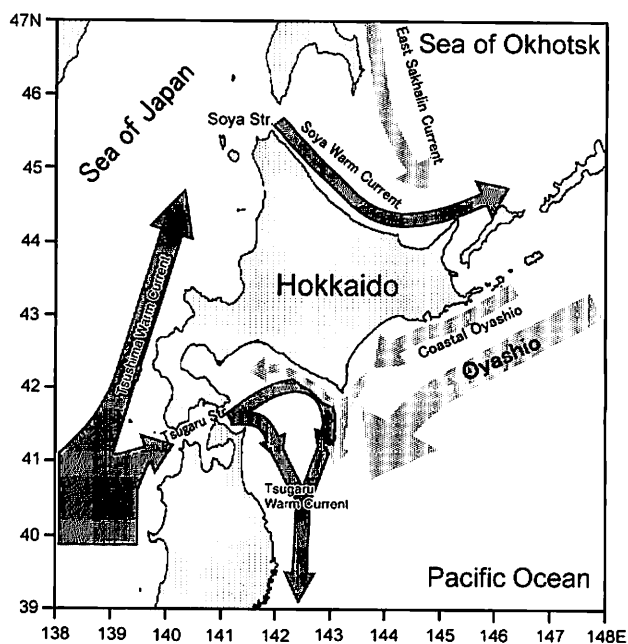 47N
46
45
44
43
42
41
40
39
138
139
140
141
142
143
144
145
146
147
148E
Sea of Okhotsk
East Sakhalin Current
Sea of Japan
Soya Str.
Soya Warm Current
Hokkaido
Tsusima Warm Current
Coastal Oyashio
Oyashio
Tsugaru Str.
Tsugaru
Warm Current
Pacific Ocean